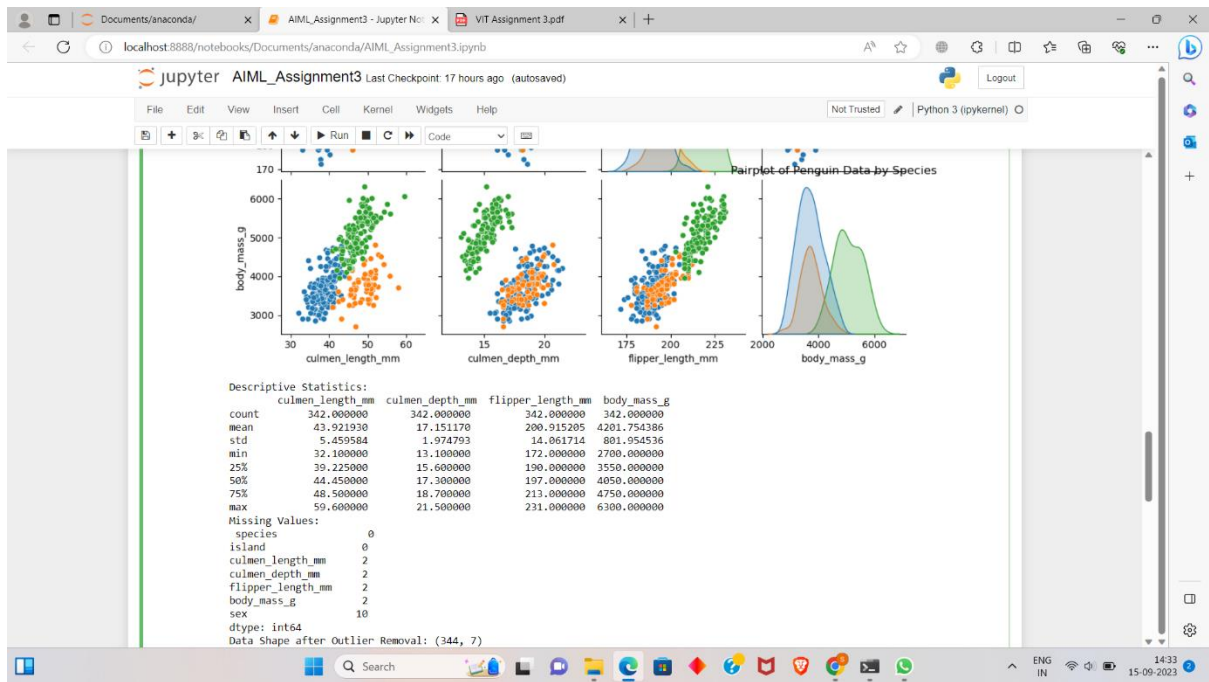 Documents/anaconda/
AIML_Assignment3 - Jupyter Not
VIT Assignment 3.pdf
localhost:8888/notebooks/Documents/anaconda/AIML_Assignment3.ipynb
jupyter AIML_Assignment3 Last Checkpoint: 17 hours ago (autosaved)
Logout
File Edit View Insert Cell Kernel Widgets Help
Not Trusted Python 3 (ipykernel)
Run Code
170
Pairplot of Penguin Data by Species
6000
5000
4000
3000
body_mass_g
30 40 50 60 15 20 175 200 225 2000 4000 6000
culmen_length_mm culmen_depth_mm flipper_length_mm body_mass_g
Descriptive Statistics:
culmen_length_mm culmen_depth_mm flipper_length_mm body_mass_g
count 342.000000 342.000000 342.000000 342.000000
mean 43.921930 17.151170 200.915205 4201.754386
std 5.459584 1.974793 14.061714 801.954536
min 32.100000 13.100000 172.000000 2700.000000
25% 39.225000 15.600000 190.000000 3550.000000
50% 44.450000 17.300000 197.000000 4050.000000
75% 48.500000 18.700000 213.000000 4750.000000
max 59.600000 21.500000 231.000000 6300.000000
Missing Values:
species 0
island 0
culmen_length_mm 2
culmen_depth_mm 2
flipper_length_mm 2
body_mass_g 2
sex 10
dtype: int64
Data Shape after Outlier Removal: (344, 7)
Search
ENG
IN
14:33
15-09-2023
2